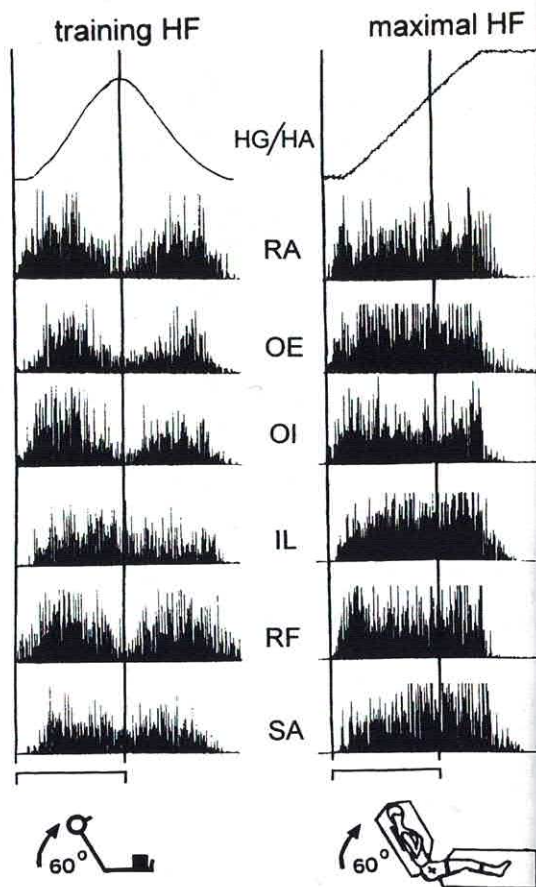 training HF maximal HF
HG/HA
RA
OE
OI
IL
RF
SA
60° 60°